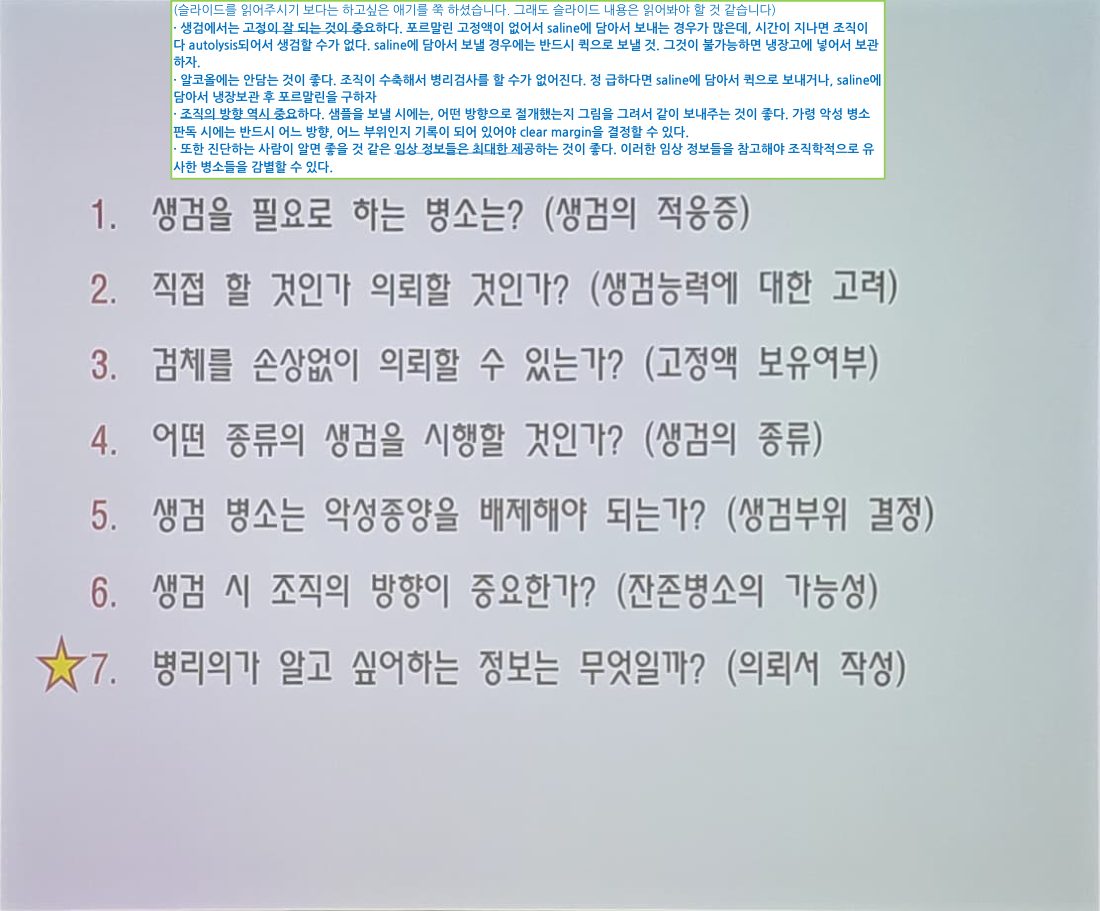 (슬라이드를 읽어주시기 보다는 하고싶은 얘기를 쭉 하셨습니다. 그래도 슬라이드 내용은 읽어봐야 할 것 같습니다)
· 생검에서는 고정이 잘 되는 것이 중요하다. 포르말린 고정액이 없어서 saline에 담아서 보내는 경우가 많은데, 시간이 지나면 조직이
다 autolysis되어서 생검할 수가 없다. saline에 담아서 보낼 경우에는 반드시 퀵으로 보낼 것. 그것이 불가능하면 냉장고에 넣어서 보관
하자.
· 알코올에는 안담는 것이 좋다. 조직이 수축해서 병리검사를 할 수가 없어진다. 정 급하다면 saline에 담아서 퀵으로 보내거나, saline에
담아서 냉장보관 후 포르말린을 구하자
· 조직의 방향 역시 중요하다. 샘플을 보낼 시에는, 어떤 방향으로 절개했는지 그림을 그려서 같이 보내주는 것이 좋다. 가령 악성 병소
판독 시에는 반드시 어느 방향, 어느 부위인지 기록이 되어 있어야 clear margin을 결정할 수 있다.
· 또한 진단하는 사람이 알면 좋을 것 같은 임상 정보들은 최대한 제공하는 것이 좋다. 이러한 임상 정보들을 참고해야 조직학적으로 유
사한 병소들을 감별할 수 있다.
1. 생검을 필요로 하는 병소는? (생검의 적응증)
2. 직접 할 것인가 의뢰할 것인가? (생검능력에 대한 고려)
3. 검체를 손상없이 의뢰할 수 있는가? (고정액 보유여부)
4. 어떤 종류의 생검을 시행할 것인가? (생검의 종류)
5. 생검 병소는 악성종양을 배제해야 되는가? (생검부위 결정)
6. 생검 시 조직의 방향이 중요한가? (잔존병소의 가능성)
7. 병리의가 알고 싶어하는 정보는 무엇일까? (의뢰서 작성)